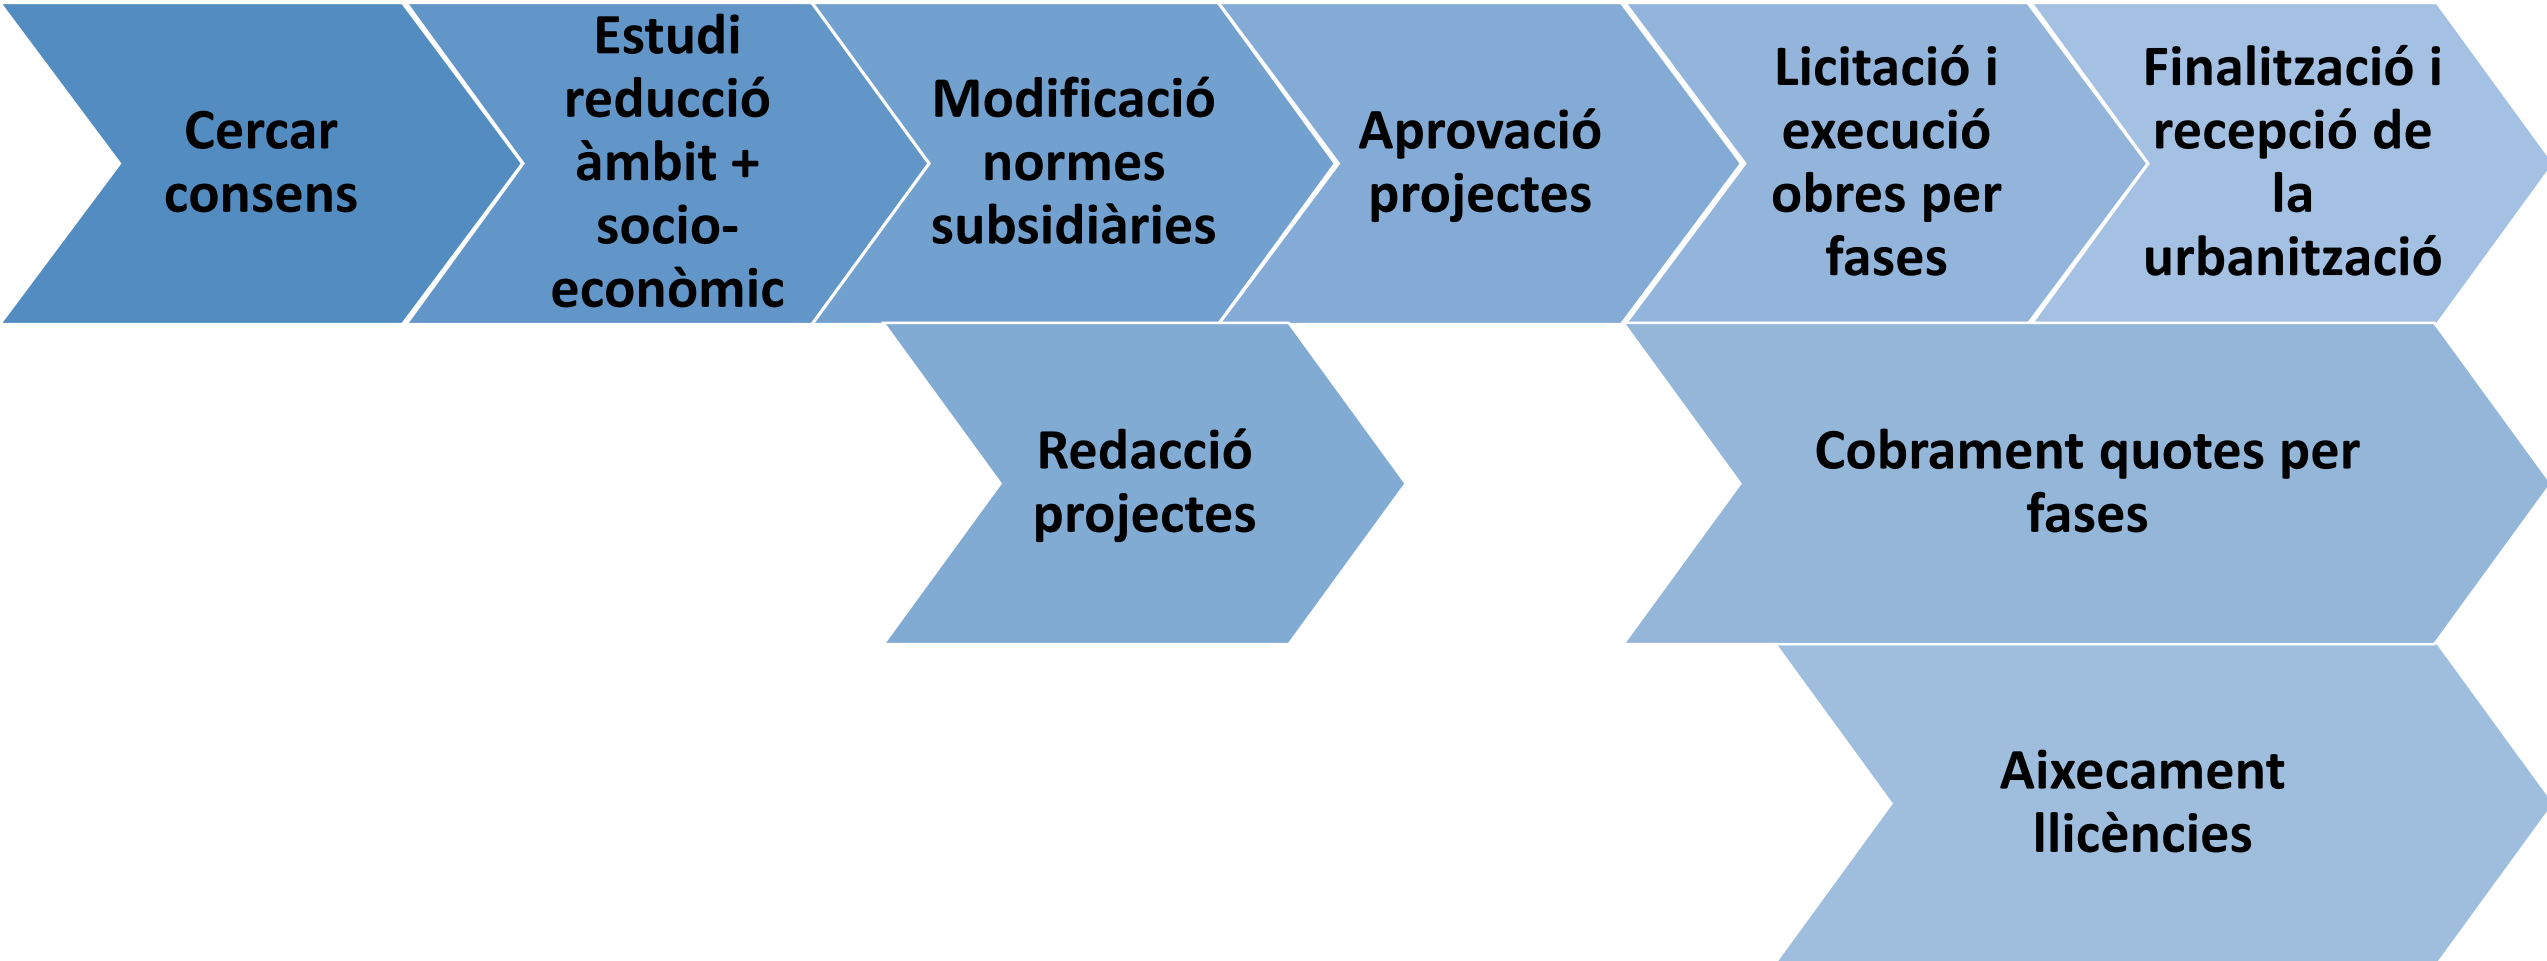 Cercar
consens
Estudi
reducció
àmbit +
socio-
econòmic
Modificació
normes
subsidiàries
Aprovació
projectes
Licitació i
execució
obres per
fases
Finalització i
recepció de
la
urbanització
Redacció
projectes
Cobrament quotes per
fases
Aixecament
llicències